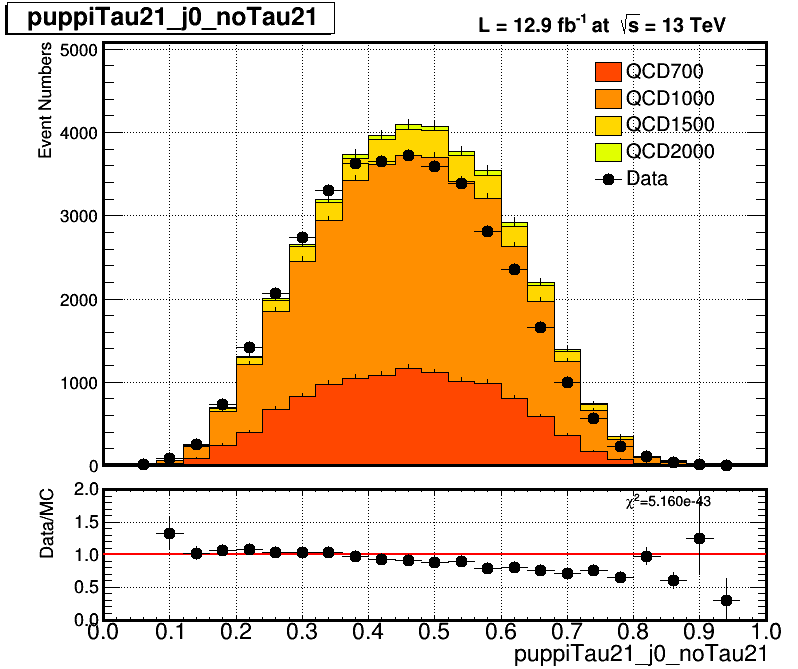 puppiTau21_j0_noTau21
L = 12.9 fb⁻¹ at √s = 13 TeV
Event Numbers
5000
4000
3000
2000
1000
0
QCD700
QCD1000
QCD1500
QCD2000
Data
Data/MC
2.0
1.5
1.0
0.5
0.0
χ²=5.160e-43
0.0 0.1 0.2 0.3 0.4 0.5 0.6 0.7 0.8 0.9 1.0
puppiTau21_j0_noTau21